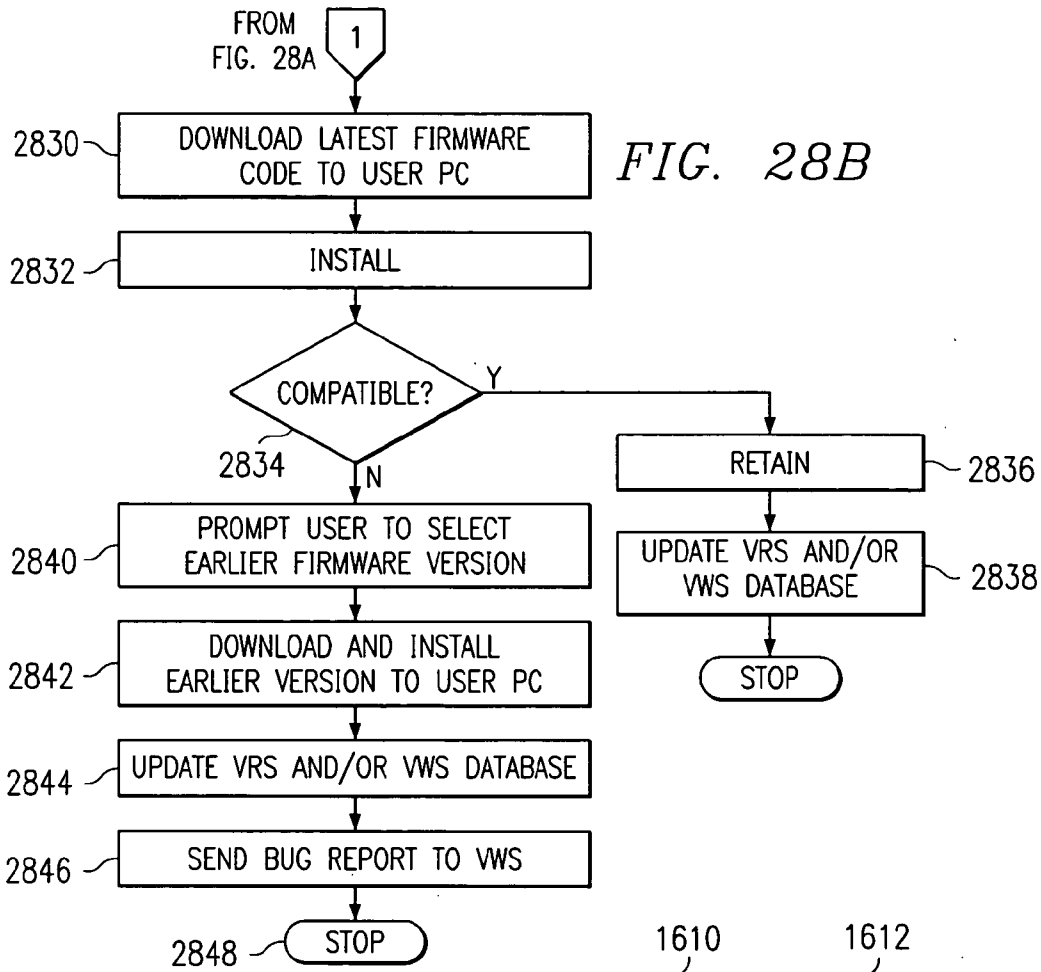 FROM
FIG. 28A
1
2830
DOWNLOAD LATEST FIRMWARE
CODE TO USER PC
FIG. 28B
2832
INSTALL
COMPATIBLE?
Y
2834
N
RETAIN
2836
2840
PROMPT USER TO SELECT
EARLIER FIRMWARE VERSION
UPDATE VRS AND/OR
VWS DATABASE
2838
2842
DOWNLOAD AND INSTALL
EARLIER VERSION TO USER PC
STOP
2844
UPDATE VRS AND/OR VWS DATABASE
2846
SEND BUG REPORT TO VWS
2848
STOP
1610
1612